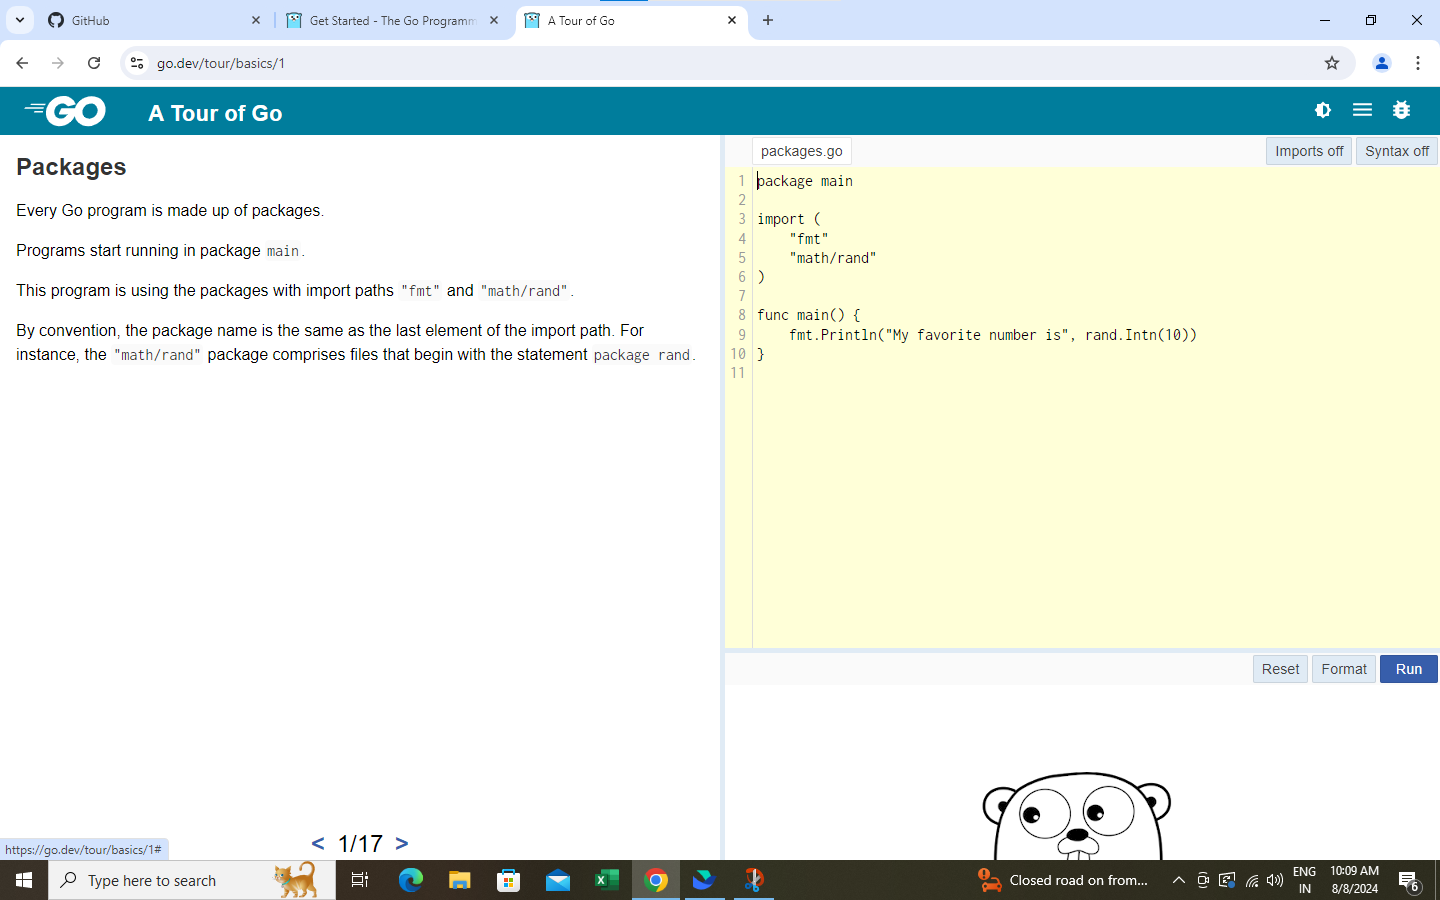 GitHub
Get Started - The Go Programm
A Tour of Go
go.dev/tour/basics/1
GO
A Tour of Go
Packages
Every Go program is made up of packages.
Programs start running in package main.
This program is using the packages with import paths "fmt" and "math/rand".
By convention, the package name is the same as the last element of the import path. For
instance, the "math/rand" package comprises files that begin with the statement package rand.
< 1/17 >
https://go.dev/tour/basics/1#
packages.go
Imports off
Syntax off
1 package main
2
3 import (
4 "fmt"
5 "math/rand"
6 )
7
8 func main() {
9 fmt.Println("My favorite number is", rand.Intn(10))
10 }
11
Reset
Format
Run
Type here to search
Closed road on from...
ENG
IN
10:09 AM
8/8/2024
6